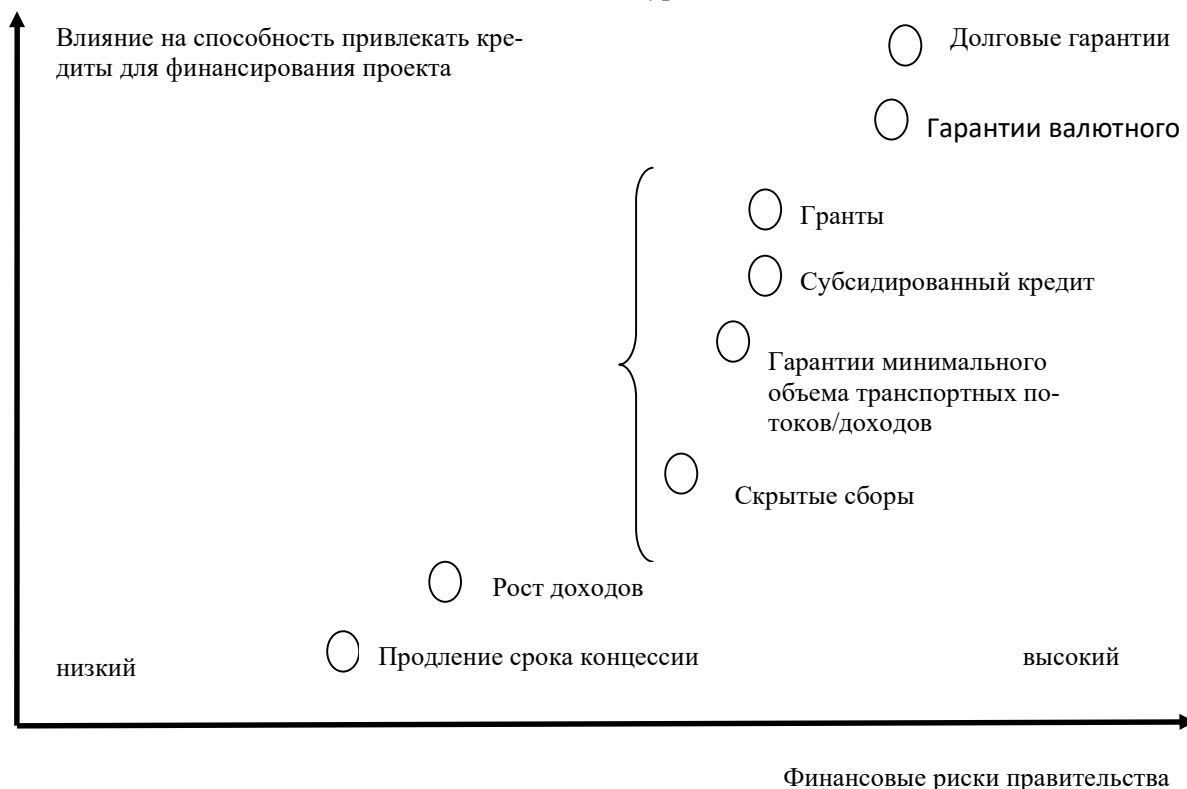 Влияние на способность привлекать кре-
диты для финансирования проекта
Долговые гарантии
Гарантии валютного
Гранты
Субсидированный кредит
Гарантии минимального
объема транспортных по-
токов/доходов
Скрытые сборы
Рост доходов
Продление срока концессии
низкий
высокий
Финансовые риски правительства